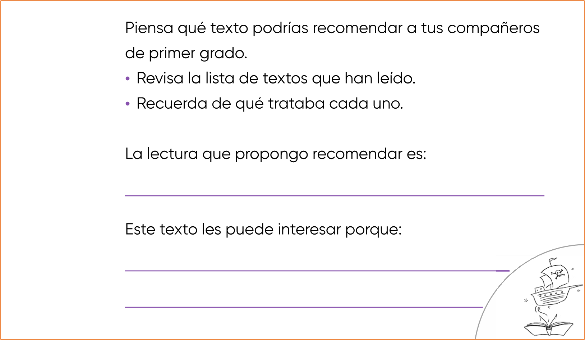 Piensa qué texto podrías recomendar a tus compañeros
de primer grado.
• Revisa la lista de textos que han leído.
• Recuerda de qué trataba cada uno.
La lectura que propongo recomendar es:
Este texto les puede interesar porque: